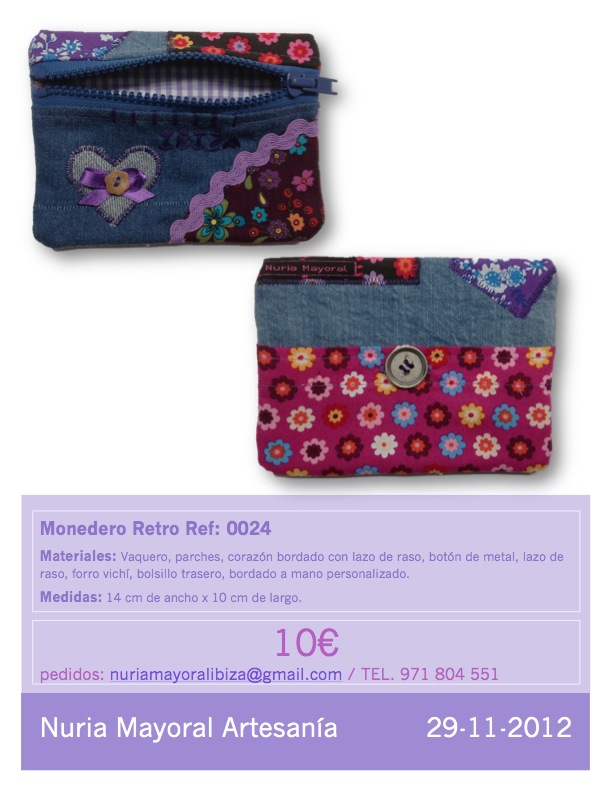 IBIZA
Nuria Mayoral
Monedero Retro Ref: 0024
Materiales: Vaquero, parches, corazón bordado con lazo de raso, botón de metal, lazo de
raso, forro vichí, bolsillo trasero, bordado a mano personalizado.
Medidas: 14 cm de ancho x 10 cm de largo.
10€
pedidos: nuriamayoralibiza@gmail.com / TEL. 971 804 551
Nuria Mayoral Artesanía 29-11-2012